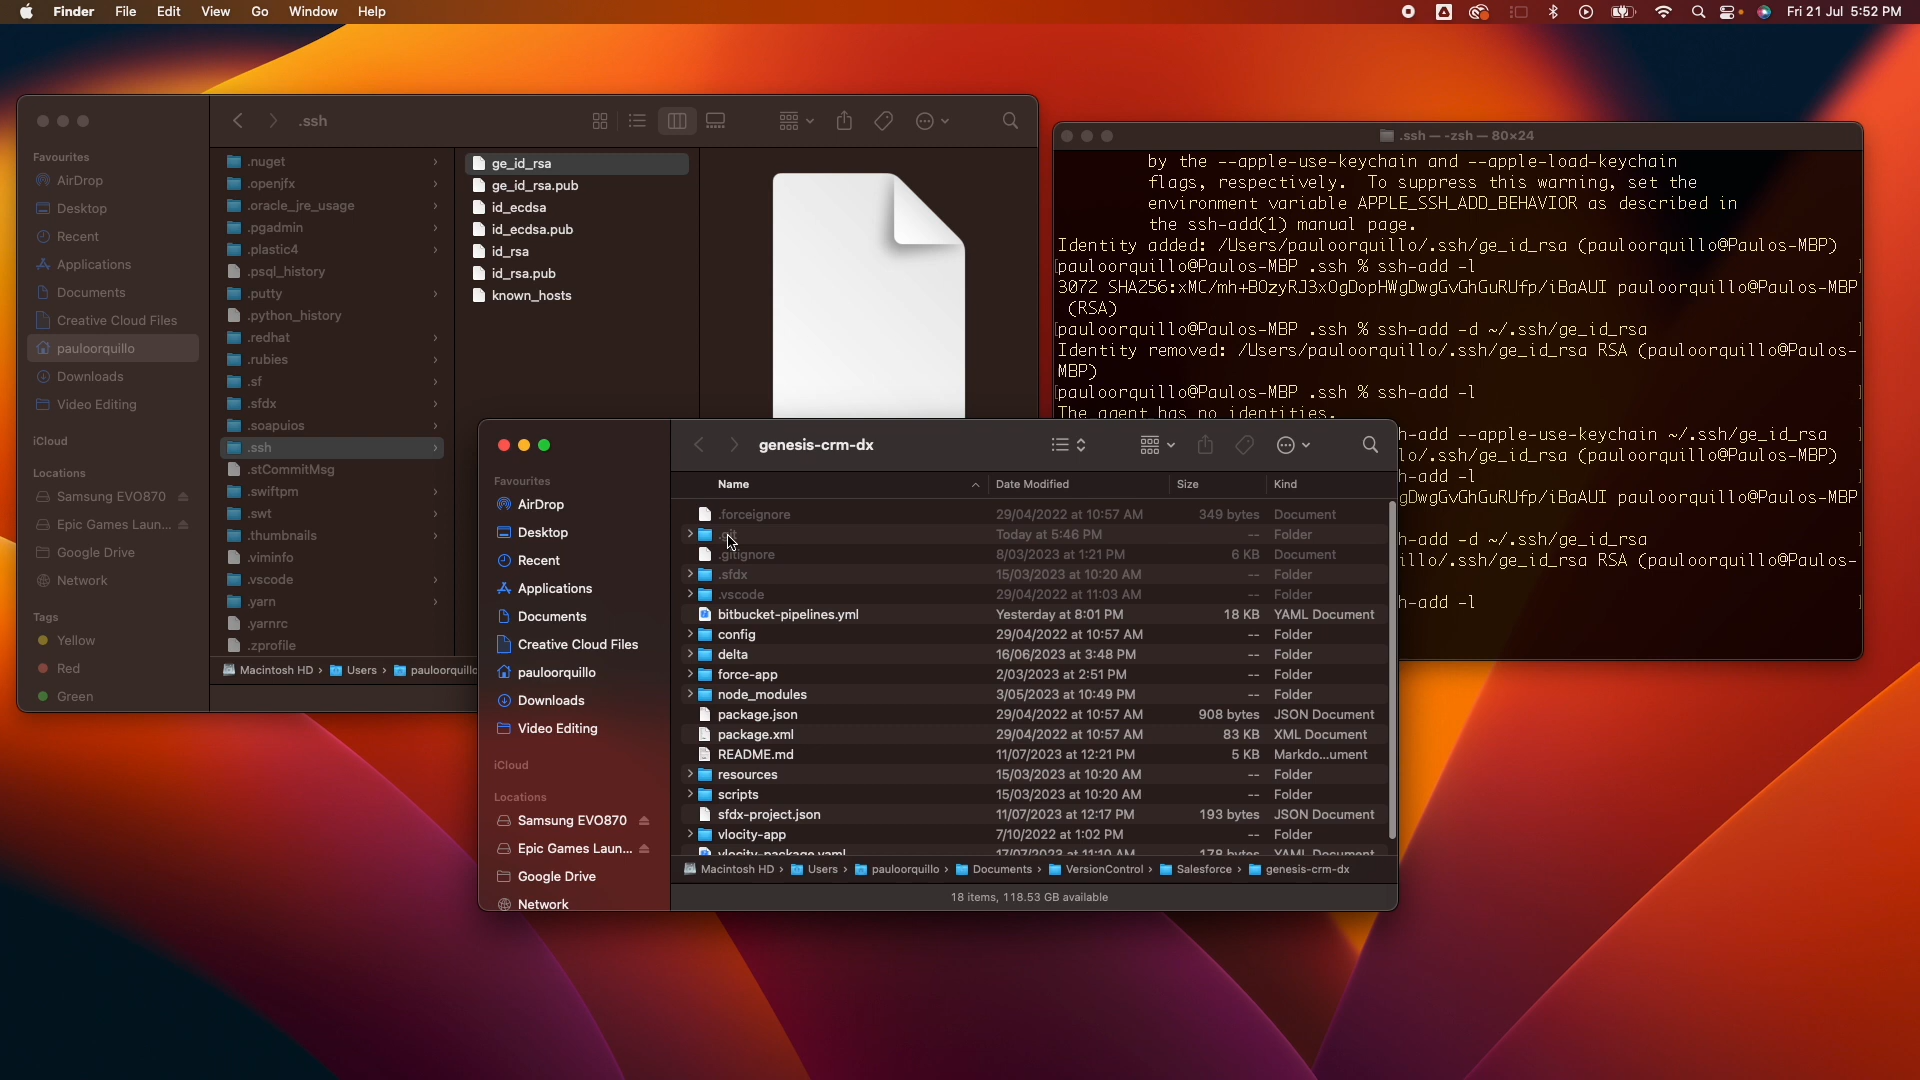 Finder File Edit View Go Window Help
Fri 21 Jul 5:52 PM
.ssh
Favourites
AirDrop
Desktop
Recent
Applications
Documents
Creative Cloud Files
pauloorquillo
Downloads
Video Editing
iCloud
Locations
Samsung EVO870
Epic Games Laun...
Google Drive
Network
Tags
Yellow
Red
Green
.nuget
.openjfx
.oracle_jre_usage
.pgadmin
.plastic4
.psql_history
.putty
.python_history
.redhat
.rubies
.sf
.sfdx
.soapuios
.ssh
.stCommitMsg
.swiftpm
.swt
.thumbnails
.viminfo
.vscode
.yarn
.yarnrc
.zprofile
ge_id_rsa
ge_id_rsa.pub
id_ecdsa
id_ecdsa.pub
id_rsa
id_rsa.pub
known_hosts
Macintosh HD › Users › pauloorquillo
.ssh — -zsh — 80×24
by the --apple-use-keychain and --apple-load-keychain
flags, respectively. To suppress this warning, set the
environment variable APPLE_SSH_ADD_BEHAVIOR as described in
the ssh-add(1) manual page.
Identity added: /Users/pauloorquillo/.ssh/ge_id_rsa (pauloorquillo@Paulos-MBP)
[pauloorquillo@Paulos-MBP .ssh % ssh-add -l ]
3072 SHA256:xMC/mh+BOzyRJ3xOgDopHWgDwgGvGhGuRUfp/iBaAUI pauloorquillo@Paulos-MBP
(RSA)
[pauloorquillo@Paulos-MBP .ssh % ssh-add -d ~/.ssh/ge_id_rsa ]
Identity removed: /Users/pauloorquillo/.ssh/ge_id_rsa RSA (pauloorquillo@Paulos-
MBP)
[pauloorquillo@Paulos-MBP .ssh % ssh-add -l ]
The agent has no identities.
h-add --apple-use-keychain ~/.ssh/ge_id_rsa ]
lo/.ssh/ge_id_rsa (pauloorquillo@Paulos-MBP)
h-add -l ]
gDwgGvGhGuRUfp/iBaAUI pauloorquillo@Paulos-MBP
h-add -d ~/.ssh/ge_id_rsa ]
illo/.ssh/ge_id_rsa RSA (pauloorquillo@Paulos-
h-add -l ]
genesis-crm-dx
Favourites
AirDrop
Desktop
Recent
Applications
Documents
Creative Cloud Files
pauloorquillo
Downloads
Video Editing
iCloud
Locations
Samsung EVO870
Epic Games Laun...
Google Drive
Network
Name Date Modified Size Kind
.forceignore 29/04/2022 at 10:57 AM 349 bytes Document
.git Today at 5:46 PM -- Folder
.gitignore 8/03/2023 at 1:21 PM 6 KB Document
.sfdx 15/03/2023 at 10:20 AM -- Folder
.vscode 29/04/2022 at 11:03 AM -- Folder
bitbucket-pipelines.yml Yesterday at 8:01 PM 18 KB YAML Document
config 29/04/2022 at 10:57 AM -- Folder
delta 16/06/2023 at 3:48 PM -- Folder
force-app 2/03/2023 at 2:51 PM -- Folder
node_modules 3/05/2023 at 10:49 PM -- Folder
package.json 29/04/2022 at 10:57 AM 908 bytes JSON Document
package.xml 29/04/2022 at 10:57 AM 83 KB XML Document
README.md 11/07/2023 at 12:21 PM 5 KB Markdo...ument
resources 15/03/2023 at 10:20 AM -- Folder
scripts 15/03/2023 at 10:20 AM -- Folder
sfdx-project.json 11/07/2023 at 12:17 PM 193 bytes JSON Document
vlocity-app 7/10/2022 at 1:02 PM -- Folder
vlocity-package.yaml 17/07/2023 at 11:10 AM 178 bytes YAML Document
Macintosh HD › Users › pauloorquillo › Documents › VersionControl › Salesforce › genesis-crm-dx
18 items, 118.53 GB available